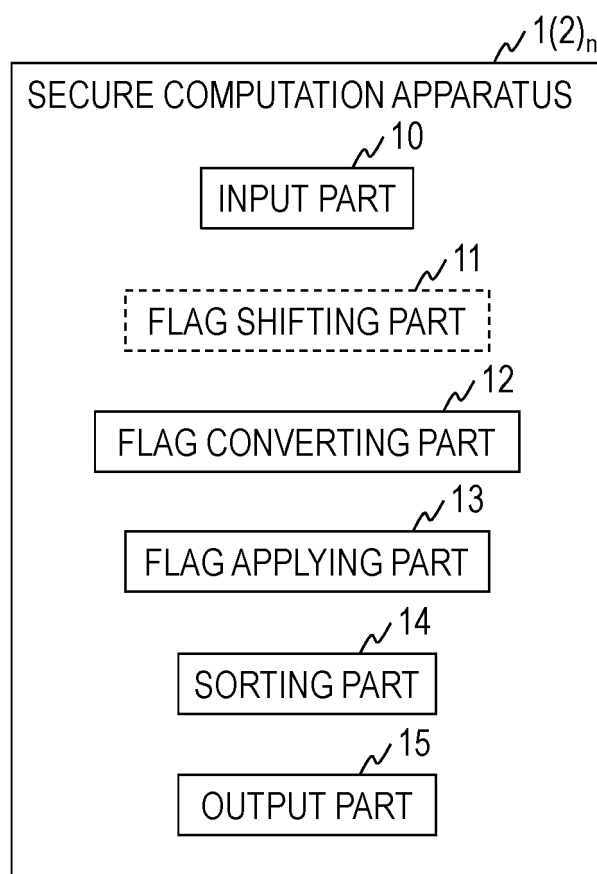 1(2)n
SECURE COMPUTATION APPARATUS
10
INPUT PART
11
FLAG SHIFTING PART
12
FLAG CONVERTING PART
13
FLAG APPLYING PART
14
SORTING PART
15
OUTPUT PART